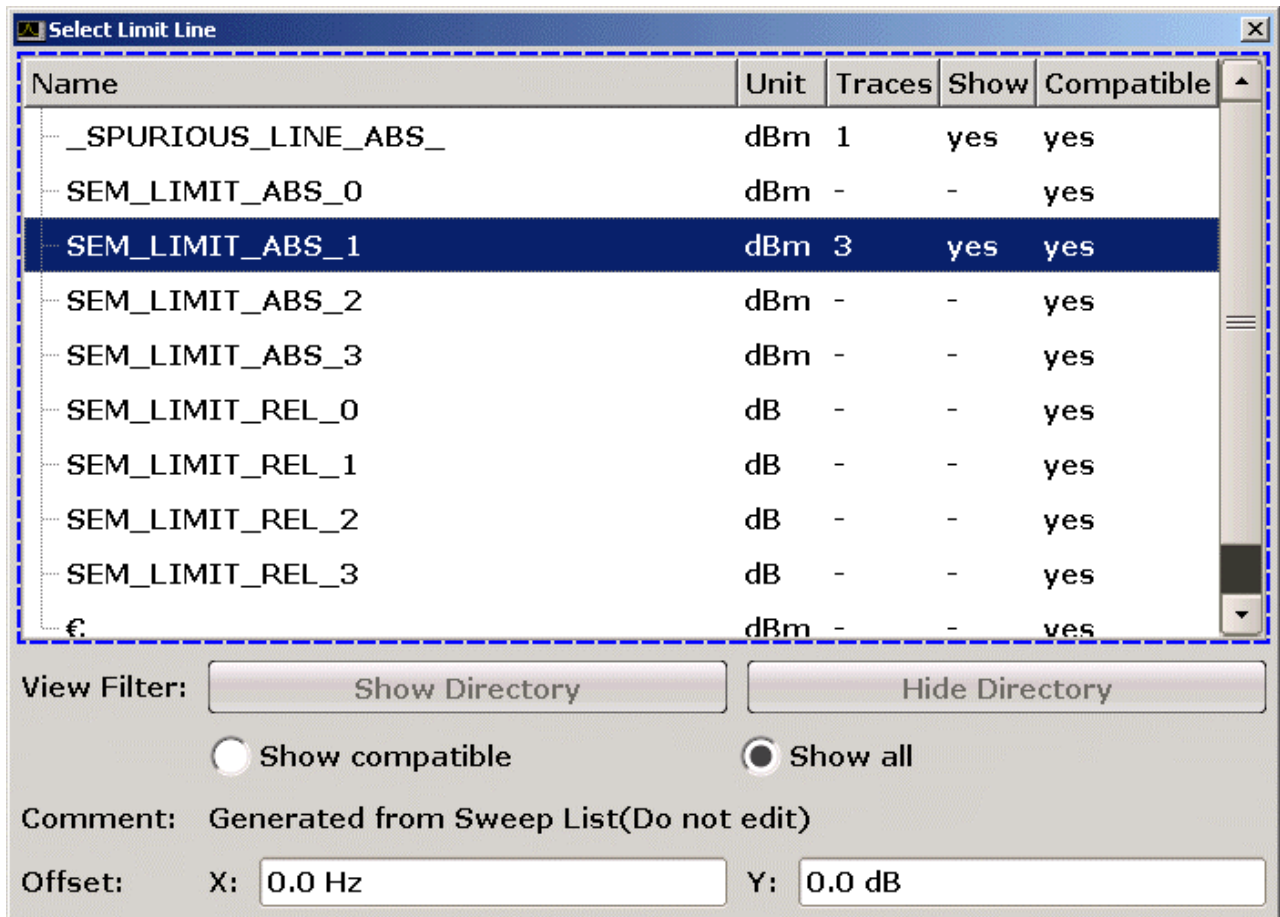 Select Limit Line
Name Unit Traces Show Compatible
_SPURIOUS_LINE_ABS_ dBm 1 yes yes
SEM_LIMIT_ABS_0 dBm - - yes
SEM_LIMIT_ABS_1 dBm 3 yes yes
SEM_LIMIT_ABS_2 dBm - - yes
SEM_LIMIT_ABS_3 dBm - - yes
SEM_LIMIT_REL_0 dB - - yes
SEM_LIMIT_REL_1 dB - - yes
SEM_LIMIT_REL_2 dB - - yes
SEM_LIMIT_REL_3 dB - - yes
€ dBm - - yes
View Filter: Show Directory Hide Directory
Show compatible Show all
Comment: Generated from Sweep List(Do not edit)
Offset: X: 0.0 Hz Y: 0.0 dB